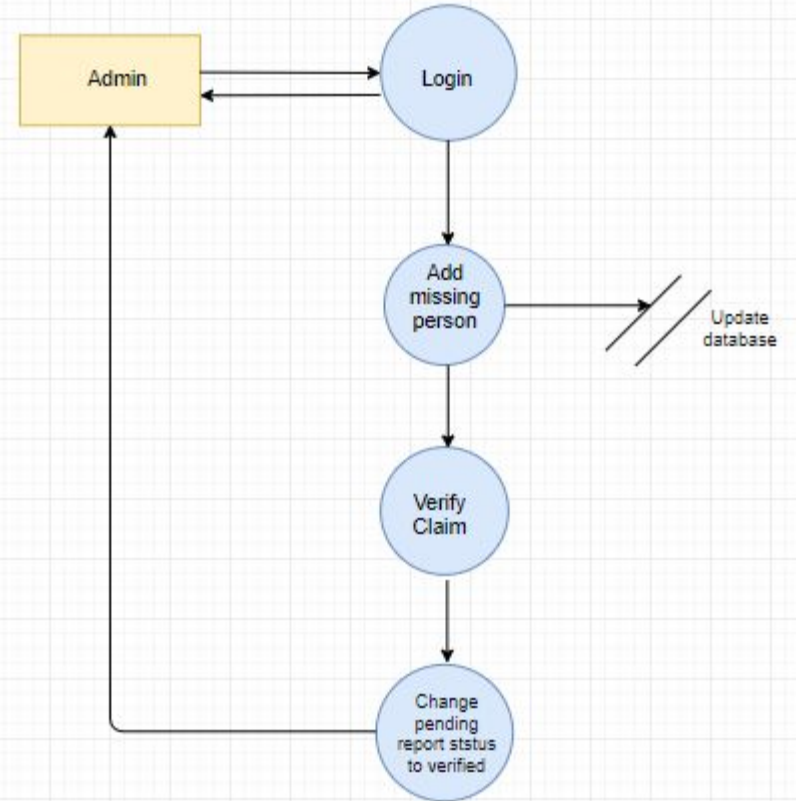 Admin
Login
Add
missing
person
Update
database
Verify
Claim
Change
pending
report ststus
to verified